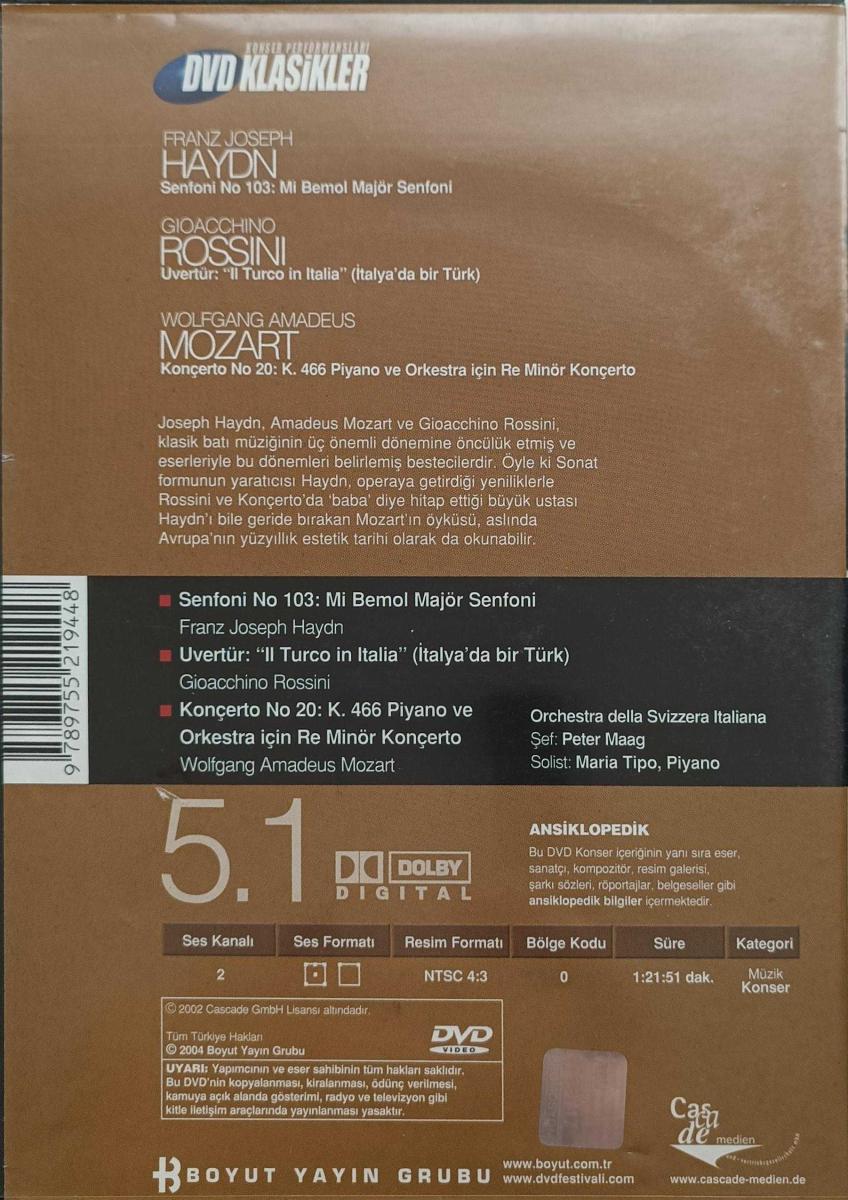 KONSER PERFORMANSLARI
DVD KLASİKLER
FRANZ JOSEPH
HAYDN
Senfoni No 103: Mi Bemol Majör Senfoni
GIOACCHINO
ROSSINI
Uvertür: “Il Turco in Italia” (İtalya’da bir Türk)
WOLFGANG AMADEUS
MOZART
Konçerto No 20: K. 466 Piyano ve Orkestra için Re Minör Konçerto
Joseph Haydn, Amadeus Mozart ve Gioacchino Rossini,
klasik batı müziğinin üç önemli dönemine öncülük etmiş ve
eserleriyle bu dönemleri belirlemiş bestecilerdir. Öyle ki Sonat
formunun yaratıcısı Haydn, operaya getirdiği yeniliklerle
Rossini ve Konçerto’da ‘baba’ diye hitap ettiği büyük ustası
Haydn’ı bile geride bırakan Mozart’ın öyküsü, aslında
Avrupa’nın yüzyıllık estetik tarihi olarak da okunabilir.
9 789755 219448
Senfoni No 103: Mi Bemol Majör Senfoni
Franz Joseph Haydn
Uvertür: “Il Turco in Italia” (İtalya’da bir Türk)
Gioacchino Rossini
Konçerto No 20: K. 466 Piyano ve
Orkestra için Re Minör Konçerto
Wolfgang Amadeus Mozart
Orchestra della Svizzera Italiana
Şef: Peter Maag
Solist: Maria Tipo, Piyano
5.1
DOLBY
DIGITAL
ANSİKLOPEDİK
Bu DVD Konser içeriğinin yanı sıra eser,
sanatçı, kompozitör, resim galerisi,
şarkı sözleri, röportajlar, belgeseller gibi
ansiklopedik bilgiler içermektedir.
Ses Kanalı Ses Formatı Resim Formatı Bölge Kodu Süre Kategori
2 NTSC 4:3 0 1:21:51 dak. Müzik
Konser
© 2002 Cascade GmbH Lisansı altındadır.
Tüm Türkiye Hakları
© 2004 Boyut Yayın Grubu
DVD
VIDEO
UYARI: Yapımcının ve eser sahibinin tüm hakları saklıdır.
Bu DVD’nin kopyalanması, kiralanması, ödünç verilmesi,
kamuya açık alanda gösterimi, radyo ve televizyon gibi
kitle iletişim araçlarında yayınlanması yasaktır.
Cascade
medien
BOYUT YAYIN GRUBU
www.boyut.com.tr
www.dvdfestivali.com
www.cascade-medien.de